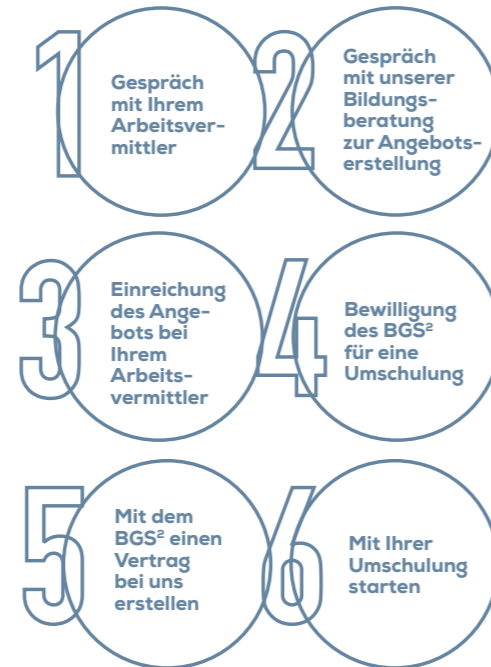 1
Gespräch
mit Ihrem
Arbeitsver-
mittler
2
Gespräch
mit unserer
Bildungs-
beratung
zur Angebots-
erstellung
3
Einreichung
des Ange-
bots bei
Ihrem
Arbeits-
vermittler
4
Bewilligung
des BGS²
für eine
Umschulung
5
Mit dem
BGS² einen
Vertrag
bei uns
erstellen
6
Mit Ihrer
Umschulung
starten